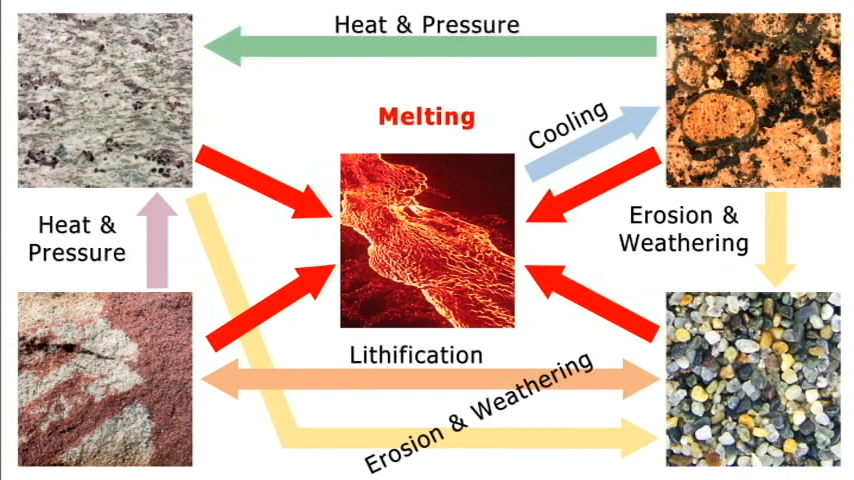 Heat & Pressure
Melting
Cooling
Heat &
Pressure
Erosion &
Weathering
Lithification
Erosion & Weathering